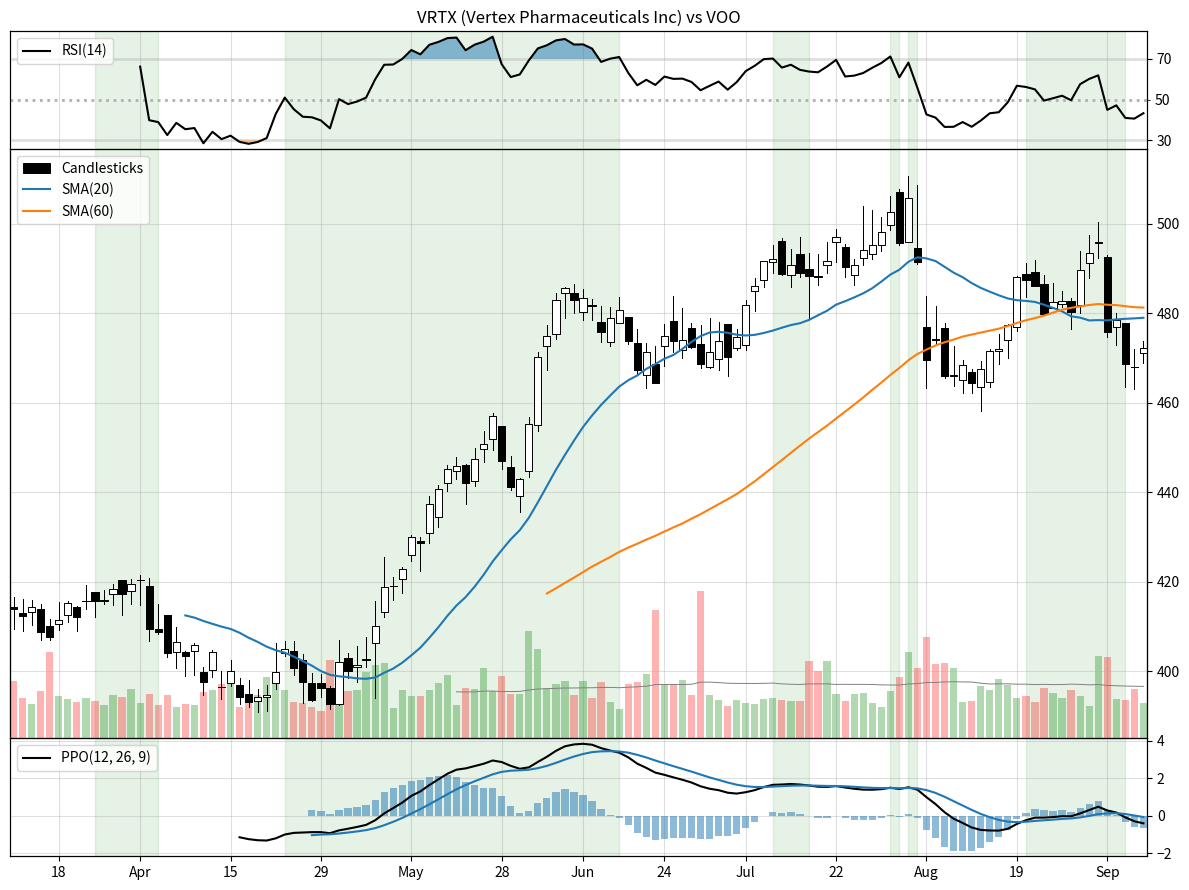 VRTX (Vertex Pharmaceuticals Inc) vs VOO
RSI(14)
70
50
30
Candlesticks
SMA(20)
SMA(60)
500
480
460
440
420
400
PPO(12, 26, 9)
4
2
0
−2
18 Apr 15 29 May 28 Jun 24 Jul 22 Aug 19 Sep